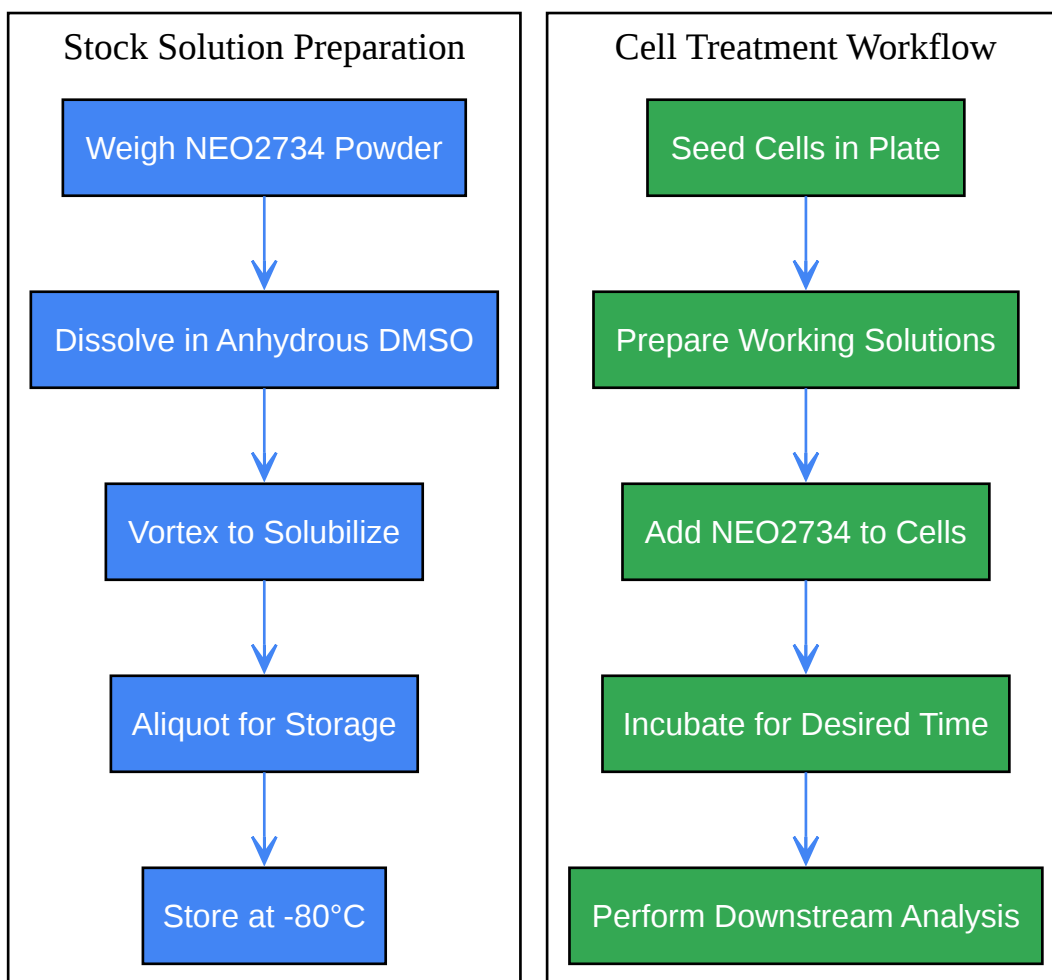 Stock Solution Preparation
Weigh NEO2734 Powder
Dissolve in Anhydrous DMSO
Vortex to Solubilize
Aliquot for Storage
Store at -80°C
Cell Treatment Workflow
Seed Cells in Plate
Prepare Working Solutions
Add NEO2734 to Cells
Incubate for Desired Time
Perform Downstream Analysis